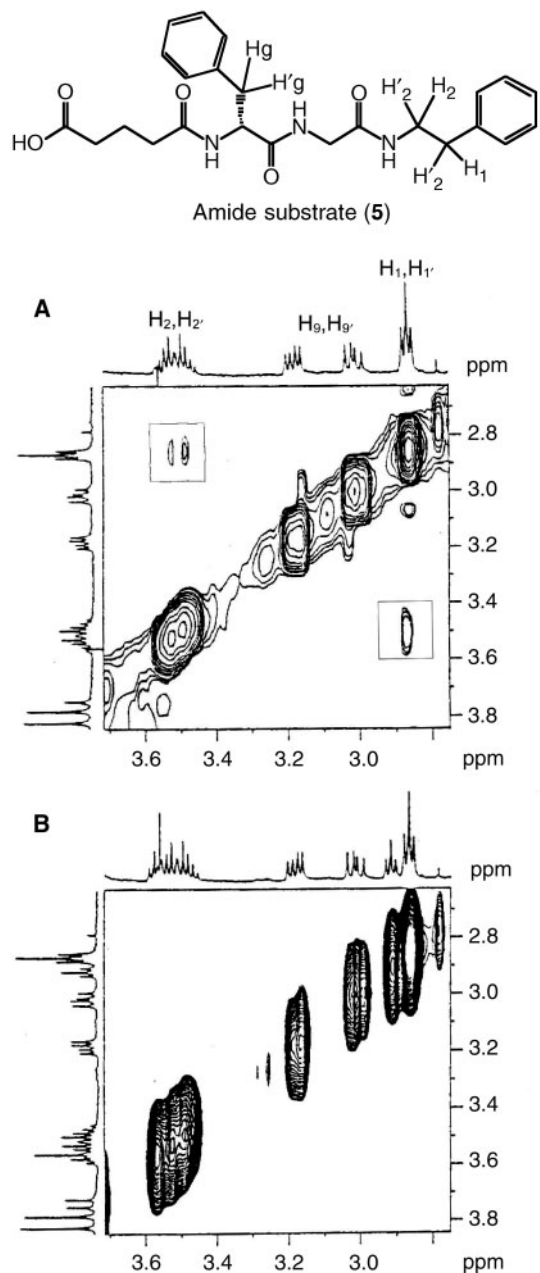 Hg
H'g
O
O
H
N
O
H'₂
H₂
HO
N
H
O
N
H
H'₂
H₁
Amide substrate (5)
A
H₂,H₂'
H₉,H₉'
H₁,H₁'
ppm
ppm
2.8
3.0
3.2
3.4
3.6
3.8
3.6 3.4 3.2 3.0 ppm
B
ppm
ppm
2.8
3.0
3.2
3.4
3.6
3.8
3.6 3.4 3.2 3.0 ppm